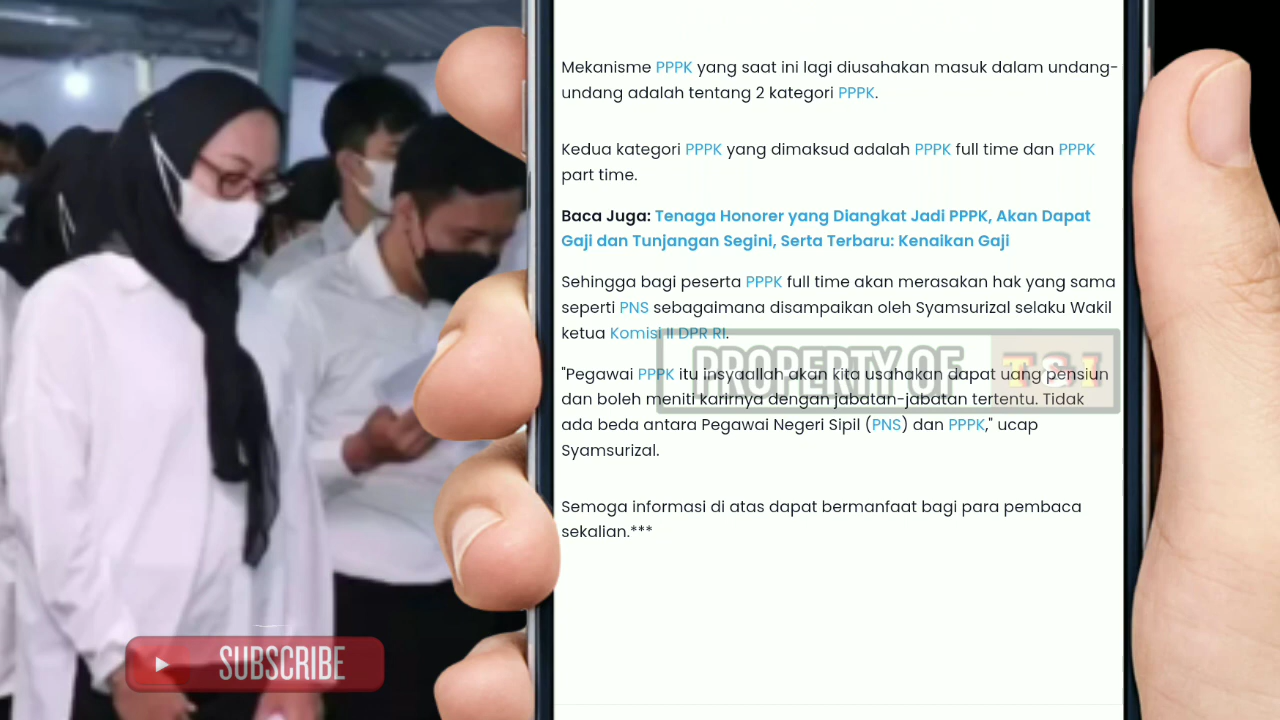 Mekanisme PPPK yang saat ini lagi diusahakan masuk dalam undang-
undang adalah tentang 2 kategori PPPK.
Kedua kategori PPPK yang dimaksud adalah PPPK full time dan PPPK
part time.
Baca Juga: Tenaga Honorer yang Diangkat Jadi PPPK, Akan Dapat
Gaji dan Tunjangan Segini, Serta Terbaru: Kenaikan Gaji
Sehingga bagi peserta PPPK full time akan merasakan hak yang sama
seperti PNS sebagaimana disampaikan oleh Syamsurizal selaku Wakil
ketua Komisi II DPR RI.
PROPERTY OF TSI
"Pegawai PPPK itu insyaallah akan kita usahakan dapat uang pensiun
dan boleh meniti karirnya dengan jabatan-jabatan tertentu. Tidak
ada beda antara Pegawai Negeri Sipil (PNS) dan PPPK," ucap
Syamsurizal.
Semoga informasi di atas dapat bermanfaat bagi para pembaca
sekalian.***
SUBSCRIBE